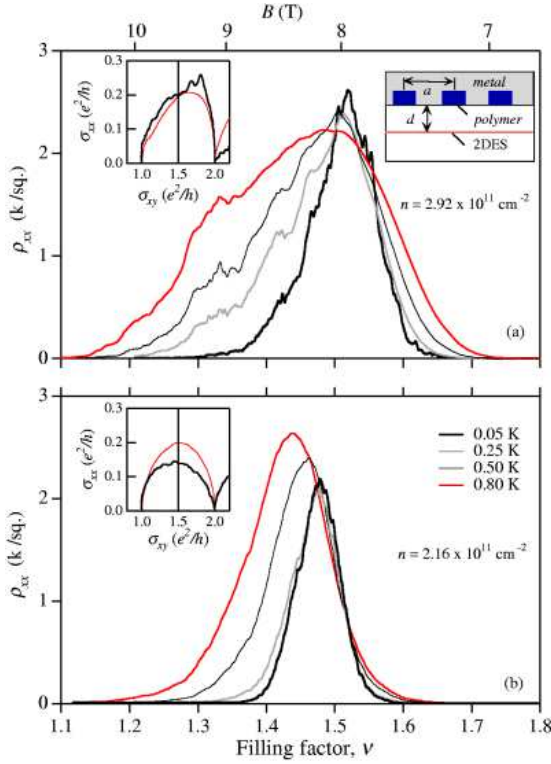 B (T)
10 9 8 7
3
2
1
0
ρxx (k /sq.)
σxx (e²/h)
0.3
0.2
0.1
0.0
1.0 1.5 2.0
σxy (e²/h)
a
metal
d
polymer
2DES
n = 2.92 x 10¹¹ cm⁻²
(a)
3
2
1
0
ρxx (k /sq.)
σxx (e²/h)
0.3
0.2
0.1
0.0
1.0 1.5 2.0
σxy (e²/h)
0.05 K
0.25 K
0.50 K
0.80 K
n = 2.16 x 10¹¹ cm⁻²
(b)
1.1 1.2 1.3 1.4 1.5 1.6 1.7 1.8
Filling factor, ν